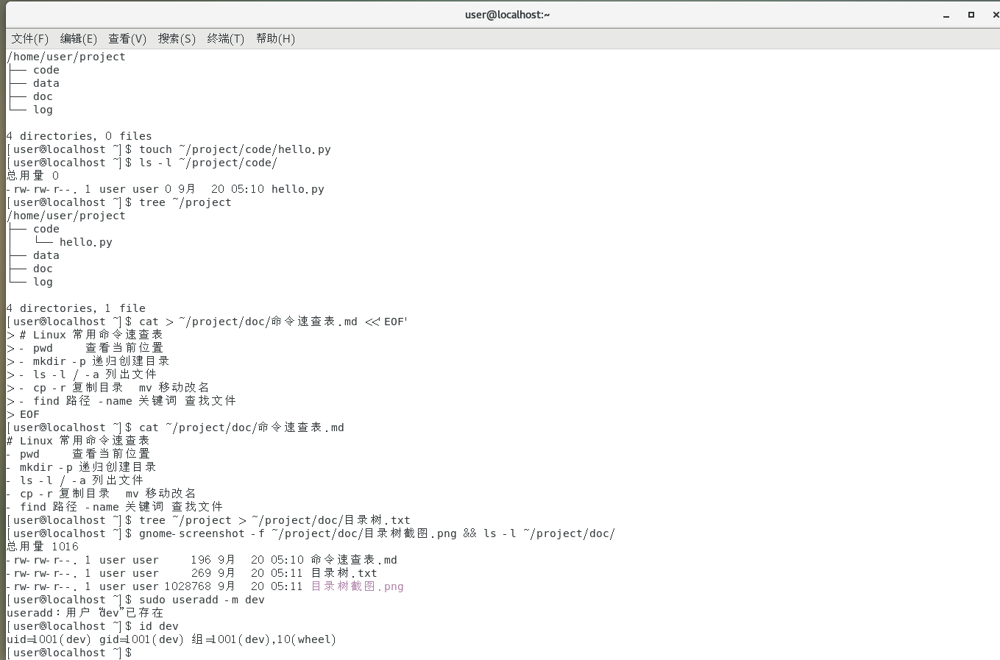 user@localhost:~
文件(F) 编辑(E) 查看(V) 搜索(S) 终端(T) 帮助(H)
/home/user/project
├── code
├── data
├── doc
└── log
4 directories, 0 files
[user@localhost ~]$ touch ~/project/code/hello.py
[user@localhost ~]$ ls -l ~/project/code/
总用量 0
-rw-rw-r--. 1 user user 0 9月  20 05:10 hello.py
[user@localhost ~]$ tree ~/project
/home/user/project
├── code
│   └── hello.py
├── data
├── doc
└── log
4 directories, 1 file
[user@localhost ~]$ cat > ~/project/doc/命令速查表.md <<'EOF'
> # Linux 常用命令速查表
> - pwd     查看当前位置
> - mkdir -p 递归创建目录
> - ls -l / -a 列出文件
> - cp -r 复制目录  mv 移动改名
> - find 路径 -name 关键词 查找文件
> EOF
[user@localhost ~]$ cat ~/project/doc/命令速查表.md
# Linux 常用命令速查表
- pwd     查看当前位置
- mkdir -p 递归创建目录
- ls -l / -a 列出文件
- cp -r 复制目录  mv 移动改名
- find 路径 -name 关键词 查找文件
[user@localhost ~]$ tree ~/project > ~/project/doc/目录树.txt
[user@localhost ~]$ gnome-screenshot -f ~/project/doc/目录树截图.png && ls -l ~/project/doc/
总用量 1016
-rw-rw-r--. 1 user user     196 9月  20 05:10 命令速查表.md
-rw-rw-r--. 1 user user     269 9月  20 05:11 目录树.txt
-rw-rw-r--. 1 user user 1028768 9月  20 05:11 目录树截图.png
[user@localhost ~]$ sudo useradd -m dev
useradd：用户“dev”已存在
[user@localhost ~]$ id dev
uid=1001(dev) gid=1001(dev) 组=1001(dev),10(wheel)
[user@localhost ~]$